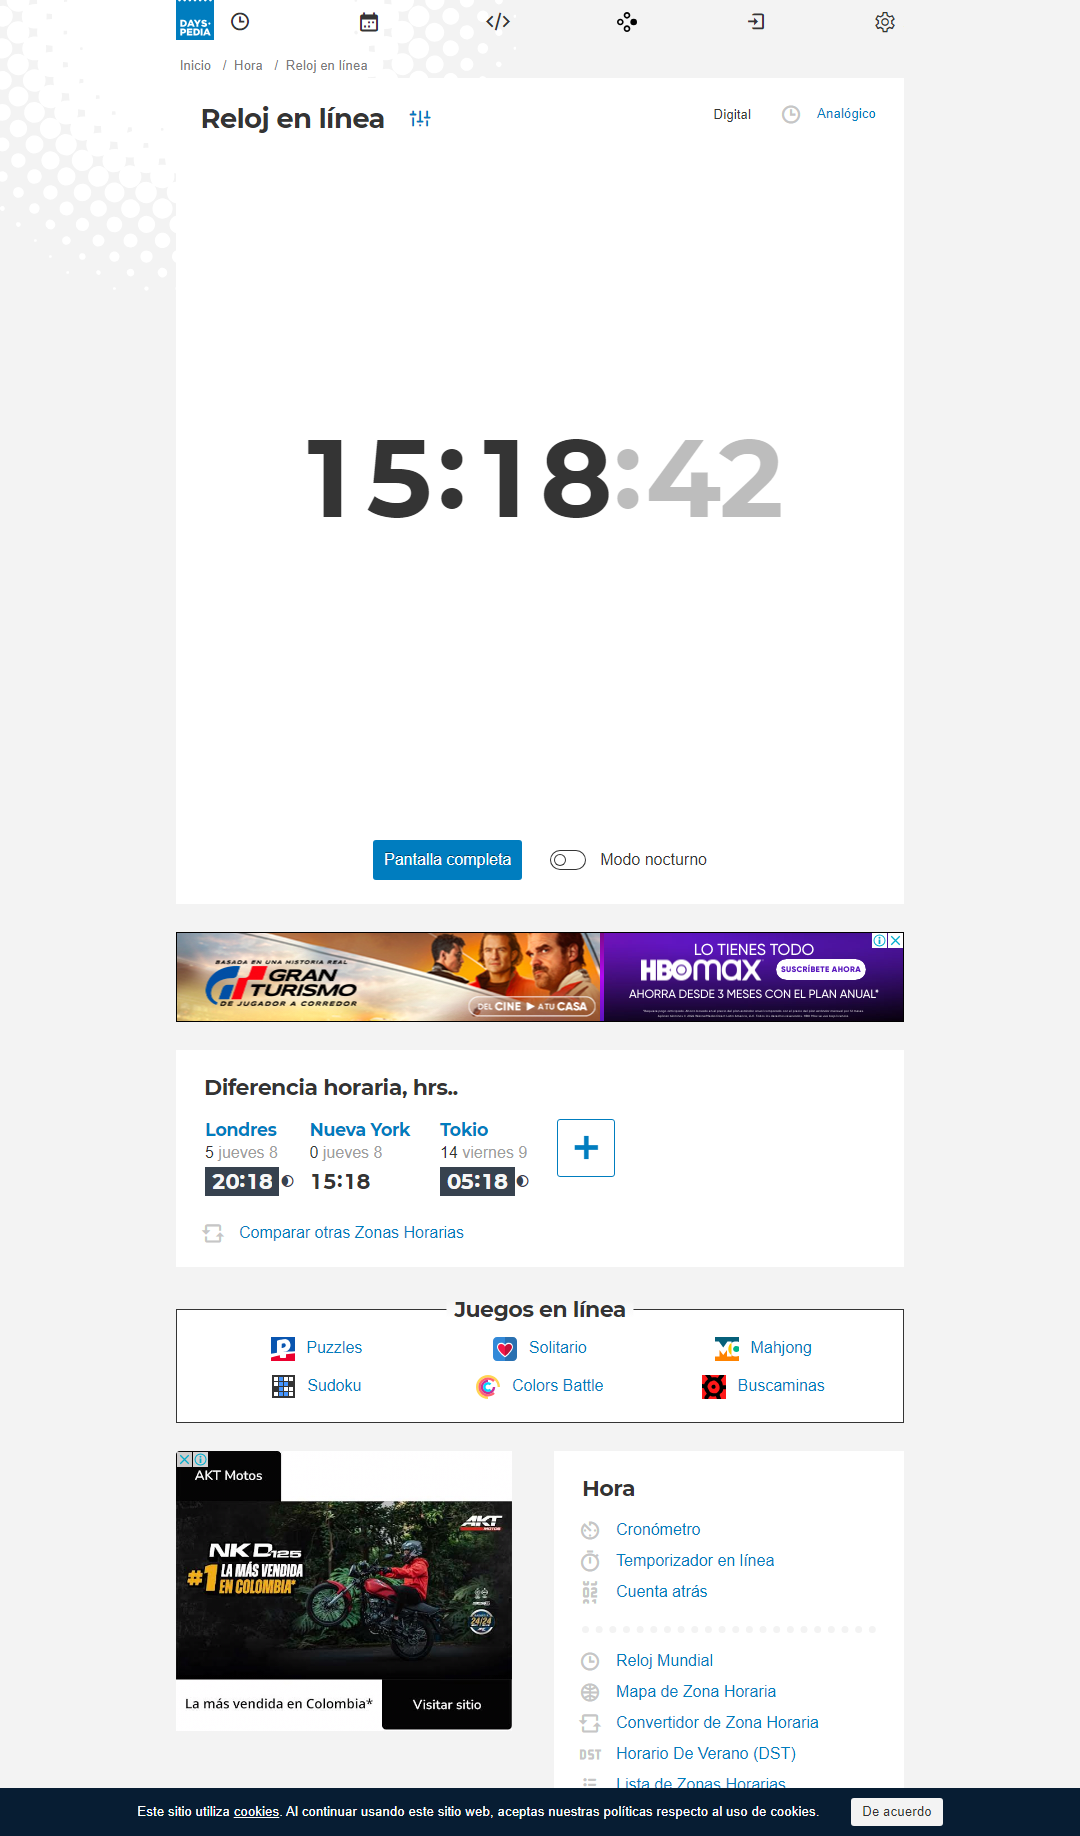 DAYS·
PEDIA
Inicio / Hora / Reloj en línea
Reloj en línea
Digital
Analógico
15:18:42
Pantalla completa
Modo nocturno
BASADA EN UNA HISTORIA REAL
GRAN
TURISMO
DE JUGADOR A CORREDOR
DEL CINE ▶ A TU CASA
LO TIENES TODO
HBO MAX
SUSCRÍBETE AHORA
AHORRA DESDE 3 MESES CON EL PLAN ANUAL*
Diferencia horaria, hrs..
Londres
5 jueves 8
20:18
Nueva York
0 jueves 8
15:18
Tokio
14 viernes 9
05:18
+
Comparar otras Zonas Horarias
Juegos en línea
Puzzles
Solitario
Mahjong
Sudoku
Colors Battle
Buscaminas
AKT Motos
AKT
MOTOS
NKD125
#1 LA MÁS VENDIDA
EN COLOMBIA*
24/24
La más vendida en Colombia*
Visitar sitio
Hora
Cronómetro
Temporizador en línea
Cuenta atrás
Reloj Mundial
Mapa de Zona Horaria
Convertidor de Zona Horaria
DST Horario De Verano (DST)
Lista de Zonas Horarias
Este sitio utiliza cookies. Al continuar usando este sitio web, aceptas nuestras políticas respecto al uso de cookies.
De acuerdo